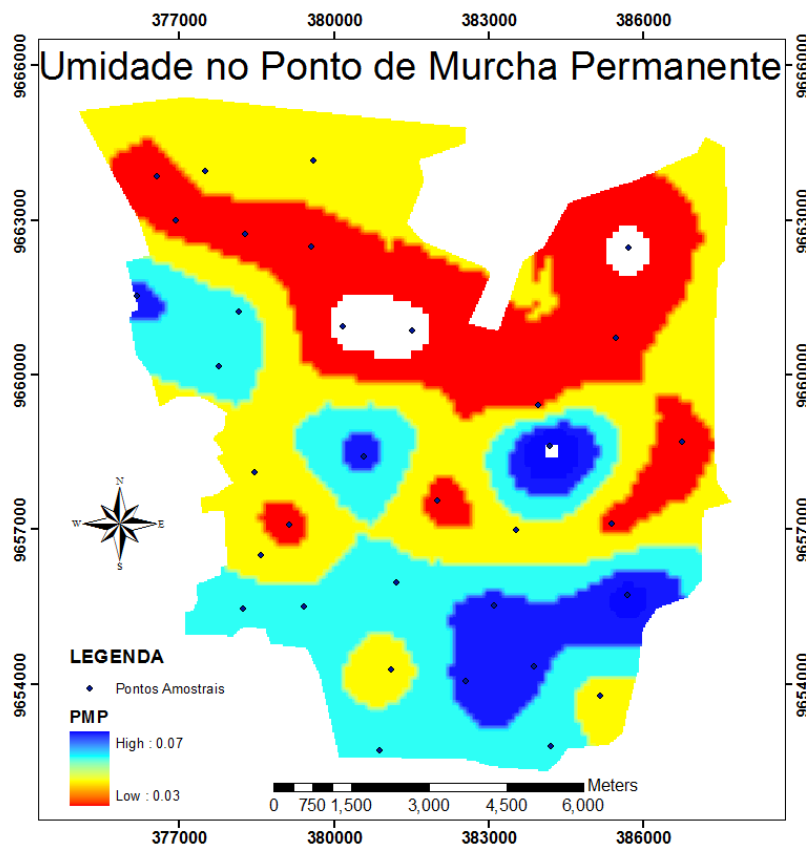 377000 380000 383000 386000
Umidade no Ponto de Murcha Permanente
9666000 9666000
9663000 9663000
9660000 9660000
9657000 9657000
9654000 9654000
N
W E
S
LEGENDA
Pontos Amostrais
PMP
High : 0.07
Low : 0.03
Meters
0 750 1,500 3,000 4,500 6,000
377000 380000 383000 386000